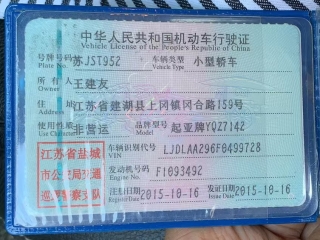 中华人民共和国机动车行驶证
Vehicle License of the People's Republic of China
号牌号码 苏JST952 车辆类型 小型轿车
Plate No. Vehicle Type
所有人 王建友
Owner
住址 江苏省建湖县上冈镇冈合路159号
Address
使用性质 非营运 品牌型号 起亚牌YQZ7142
Use Character Model
江苏省盐城
市公安局交通
巡逻警察支队
车辆识别代号 LJDLAA296F0499728
VIN
发动机号码 F1093492
Engine No.
注册日期 2015-10-16 发证日期 2015-10-16
Register Date Issue Date